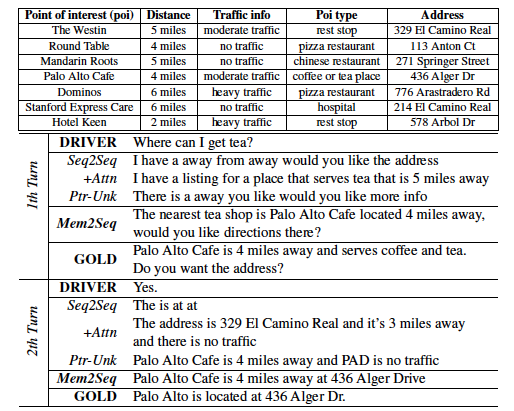 Point of interest (poi) Distance Traffic info Poi type Address
The Westin 5 miles moderate traffic rest stop 329 El Camino Real
Round Table 4 miles no traffic pizza restaurant 113 Anton Ct
Mandarin Roots 5 miles no traffic chinese restaurant 271 Springer Street
Palo Alto Cafe 4 miles moderate traffic coffee or tea place 436 Alger Dr
Dominos 6 miles heavy traffic pizza restaurant 776 Arastradero Rd
Stanford Express Care 6 miles no traffic hospital 214 El Camino Real
Hotel Keen 2 miles heavy traffic rest stop 578 Arbol Dr
1th Turn
DRIVER Where can I get tea?
Seq2Seq I have a away from away would you like the address
+Attn I have a listing for a place that serves tea that is 5 miles away
Ptr-Unk There is a away you like would you like more info
Mem2Seq The nearest tea shop is Palo Alto Cafe located 4 miles away,
would you like directions there?
GOLD Palo Alto Cafe is 4 miles away and serves coffee and tea.
Do you want the address?
2th Turn
DRIVER Yes.
Seq2Seq The is at at
+Attn The address is 329 El Camino Real and it's 3 miles away
and there is no traffic
Ptr-Unk Palo Alto Cafe is 4 miles away and PAD is no traffic
Mem2Seq Palo Alto Cafe is 4 miles away at 436 Alger Drive
GOLD Palo Alto is located at 436 Alger Dr.